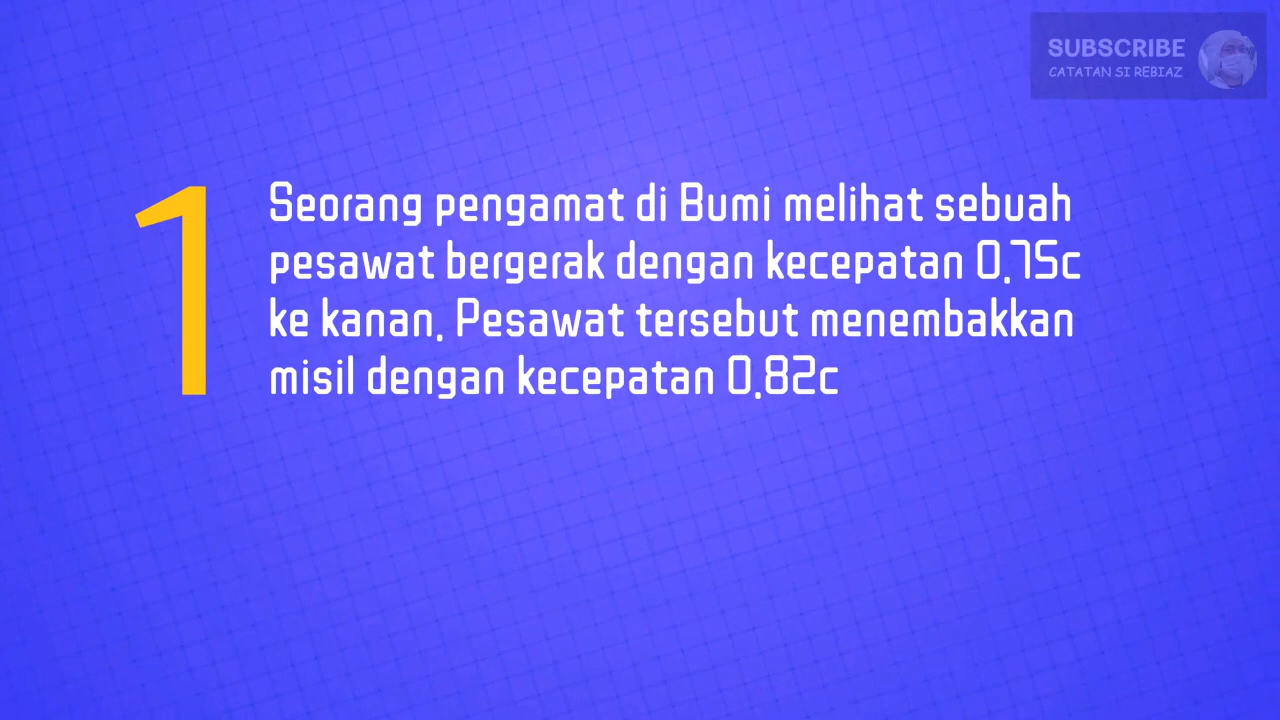 SUBSCRIBE
CATATAN SI REBIAZ
1
Seorang pengamat di Bumi melihat sebuah
pesawat bergerak dengan kecepatan 0,75c
ke kanan. Pesawat tersebut menembakkan
misil dengan kecepatan 0,82c